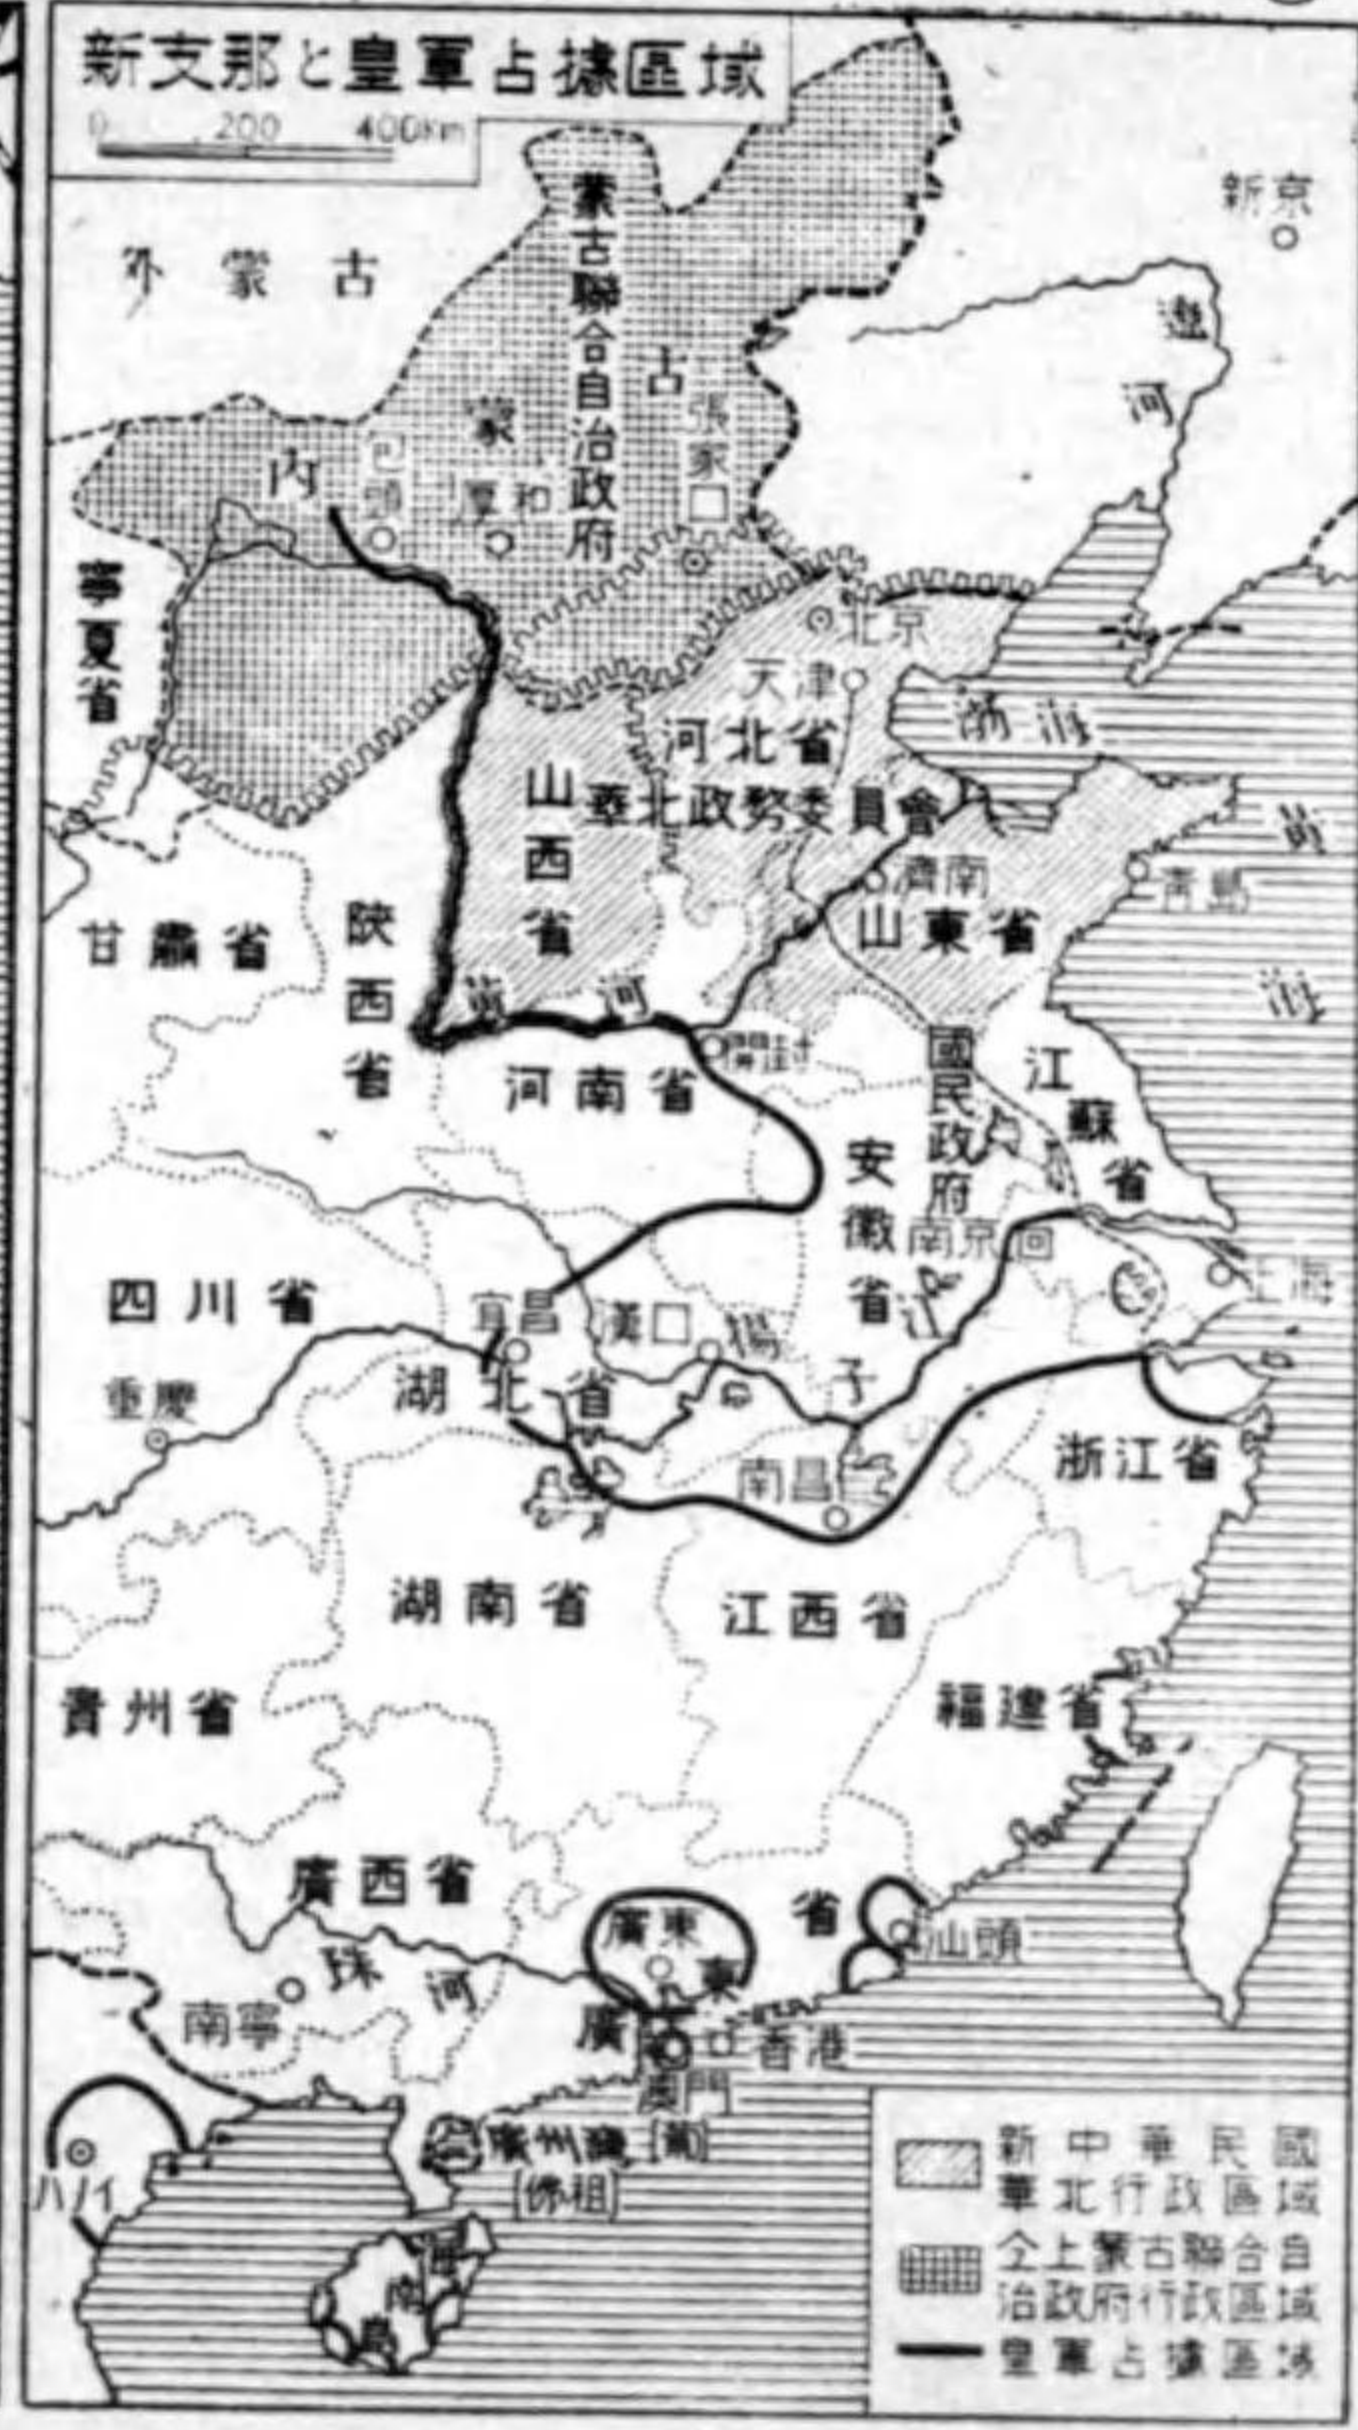 新支那と皇軍占據區域
0 200 400Km
新京
外蒙古
蒙古聯合自治政府
遼河
內蒙古
張家口
包頭
厚和
寧夏省
北京
天津
渤海
河北省
華北政務委員會
山西省
濟南
靑島
山東省
黃海
甘肅省
陝西省
黃河
開封
河南省
國民政府
江蘇省
安徽省
南京
上海
四川省
宜昌
漢口
揚子江
湖北省
重慶
浙江省
南昌
湖南省
江西省
貴州省
福建省
廣西省
廣東
廣東省
汕頭
珠河
南寧
香港
澳門
[葡]
廣州灣
[佛租]
ハノイ
海南島
新中華民國
華北行政區域
仝上蒙古聯合自
治政府行政區域
皇軍占據區域